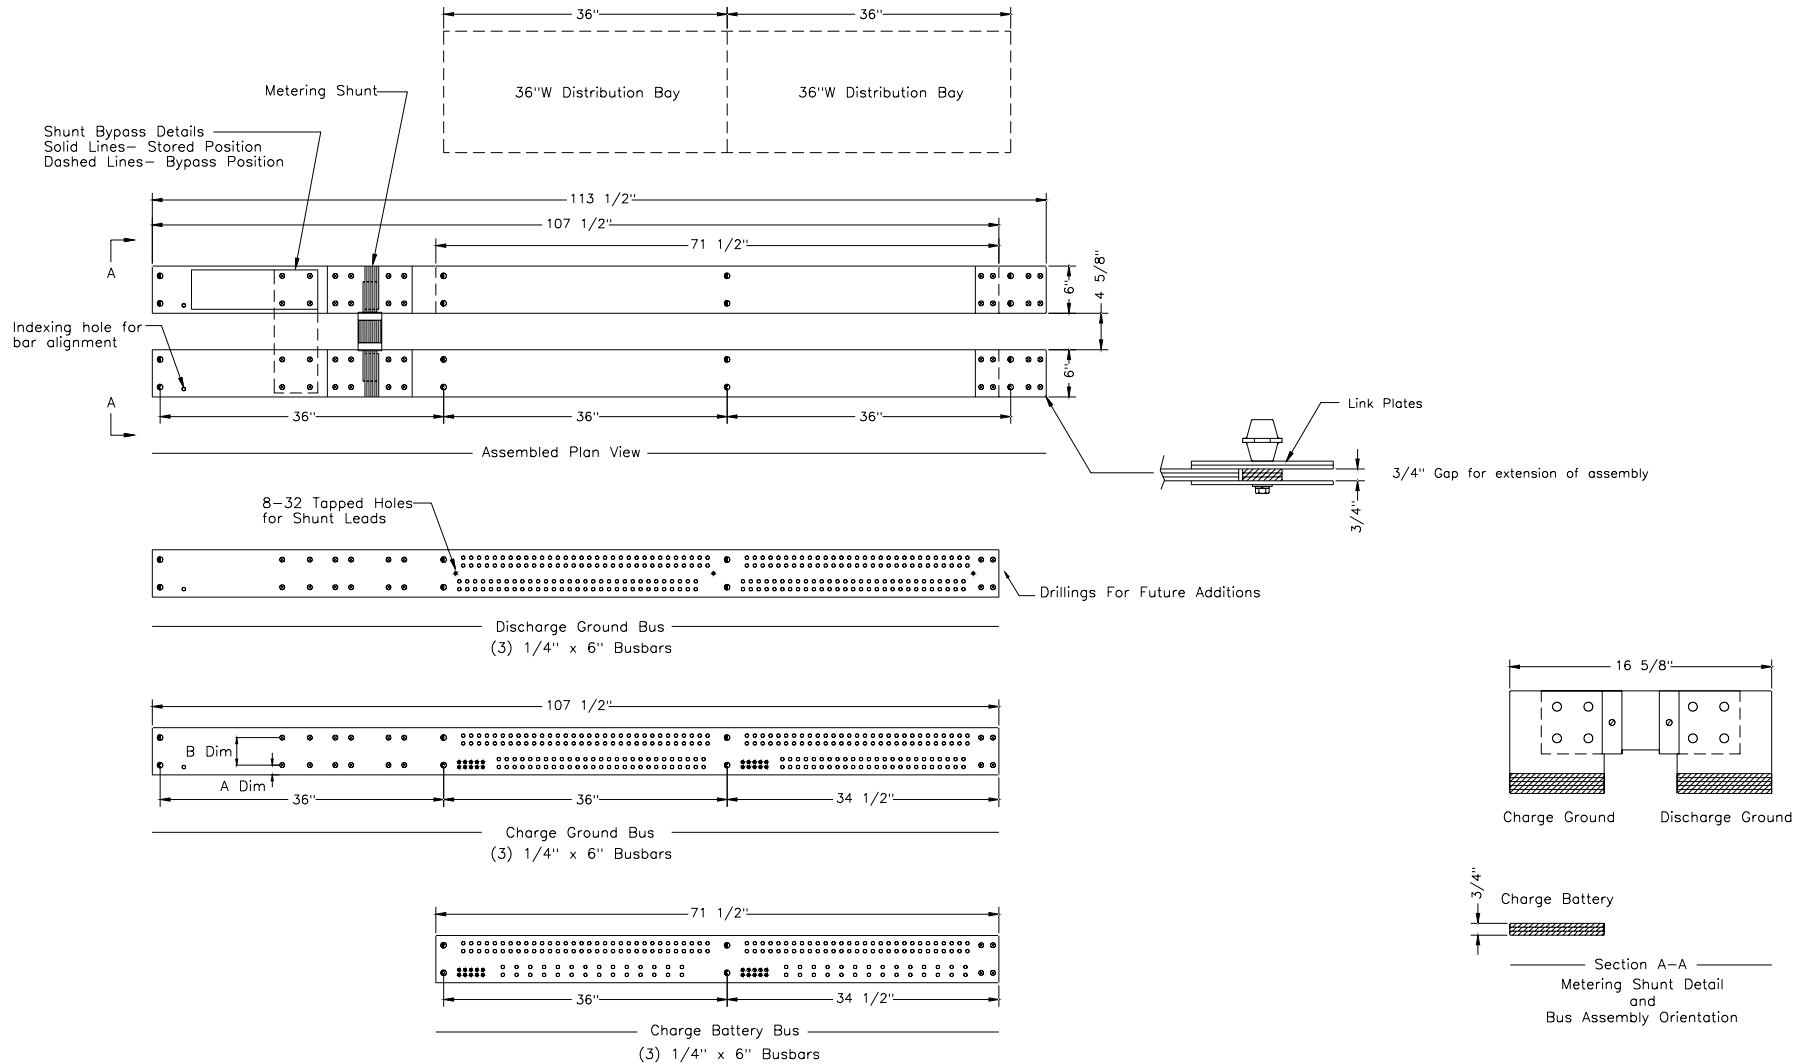 36" 36"
36"W Distribution Bay 36"W Distribution Bay
Metering Shunt
Shunt Bypass Details
Solid Lines– Stored Position
Dashed Lines– Bypass Position
113 1/2"
107 1/2"
71 1/2"
A
6"
4 5/8"
Indexing hole for
bar alignment
6"
A
36" 36" 36"
Assembled Plan View
Link Plates
3/4" Gap for extension of assembly
3/4"
8–32 Tapped Holes
for Shunt Leads
Drillings For Future Additions
Discharge Ground Bus
(3) 1/4" x 6" Busbars
107 1/2"
B Dim
A Dim
36" 36" 34 1/2"
Charge Ground Bus
(3) 1/4" x 6" Busbars
71 1/2"
36" 34 1/2"
Charge Battery Bus
(3) 1/4" x 6" Busbars
16 5/8"
Charge Ground Discharge Ground
3/4"
Charge Battery
Section A–A
Metering Shunt Detail
and
Bus Assembly Orientation